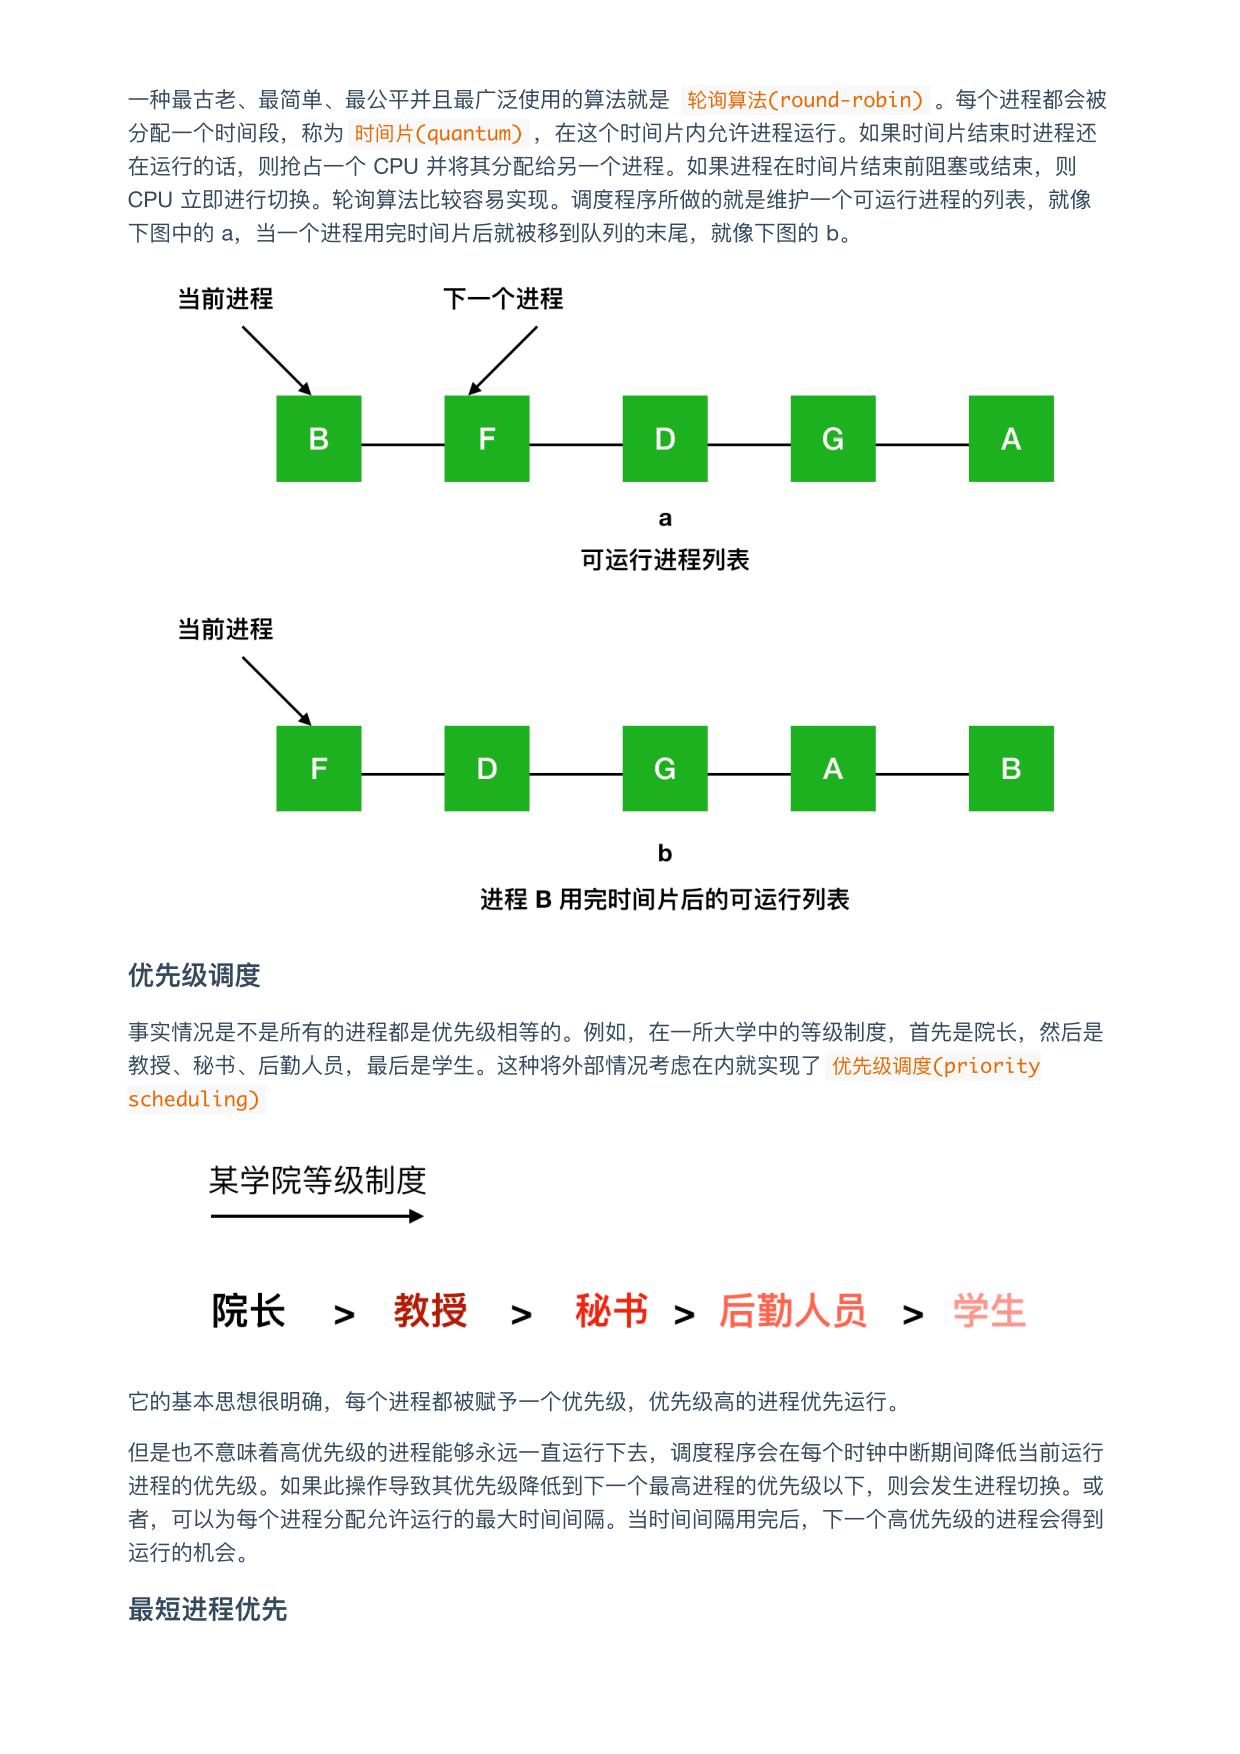 一种最古老、最简单、最公平并且最广泛使用的算法就是 轮询算法(round-robin) 。每个进程都会被
分配一个时间段，称为 时间片(quantum) ，在这个时间片内允许进程运行。如果时间片结束时进程还
在运行的话，则抢占一个 CPU 并将其分配给另一个进程。如果进程在时间片结束前阻塞或结束，则
CPU 立即进行切换。轮询算法比较容易实现。调度程序所做的就是维护一个可运行进程的列表，就像
下图中的 a，当一个进程用完时间片后就被移到队列的末尾，就像下图的 b。
当前进程 下一个进程
B F D G A
a
可运行进程列表
当前进程
F D G A B
b
进程 B 用完时间片后的可运行列表
优先级调度
事实情况是不是所有的进程都是优先级相等的。例如，在一所大学中的等级制度，首先是院长，然后是
教授、秘书、后勤人员，最后是学生。这种将外部情况考虑在内就实现了 优先级调度(priority
scheduling)
某学院等级制度
院长 > 教授 > 秘书 > 后勤人员 > 学生
它的基本思想很明确，每个进程都被赋予一个优先级，优先级高的进程优先运行。
但是也不意味着高优先级的进程能够永远一直运行下去，调度程序会在每个时钟中断期间降低当前运行
进程的优先级。如果此操作导致其优先级降低到下一个最高进程的优先级以下，则会发生进程切换。或
者，可以为每个进程分配允许运行的最大时间间隔。当时间间隔用完后，下一个高优先级的进程会得到
运行的机会。
最短进程优先